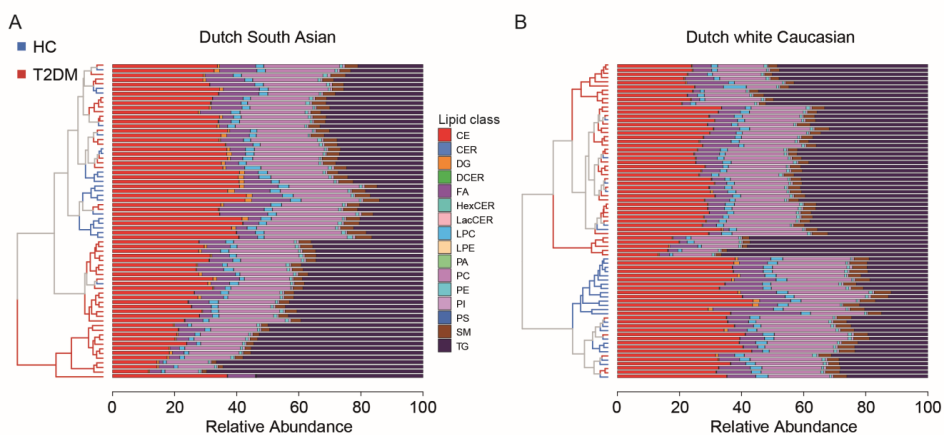 A
B
HC
T2DM
Dutch South Asian
Dutch white Caucasian
Lipid class
CE
CER
DG
DCER
FA
HexCER
LacCER
LPC
LPE
PA
PC
PE
PI
PS
SM
TG
0 20 40 60 80 100
Relative Abundance
0 20 40 60 80 100
Relative Abundance